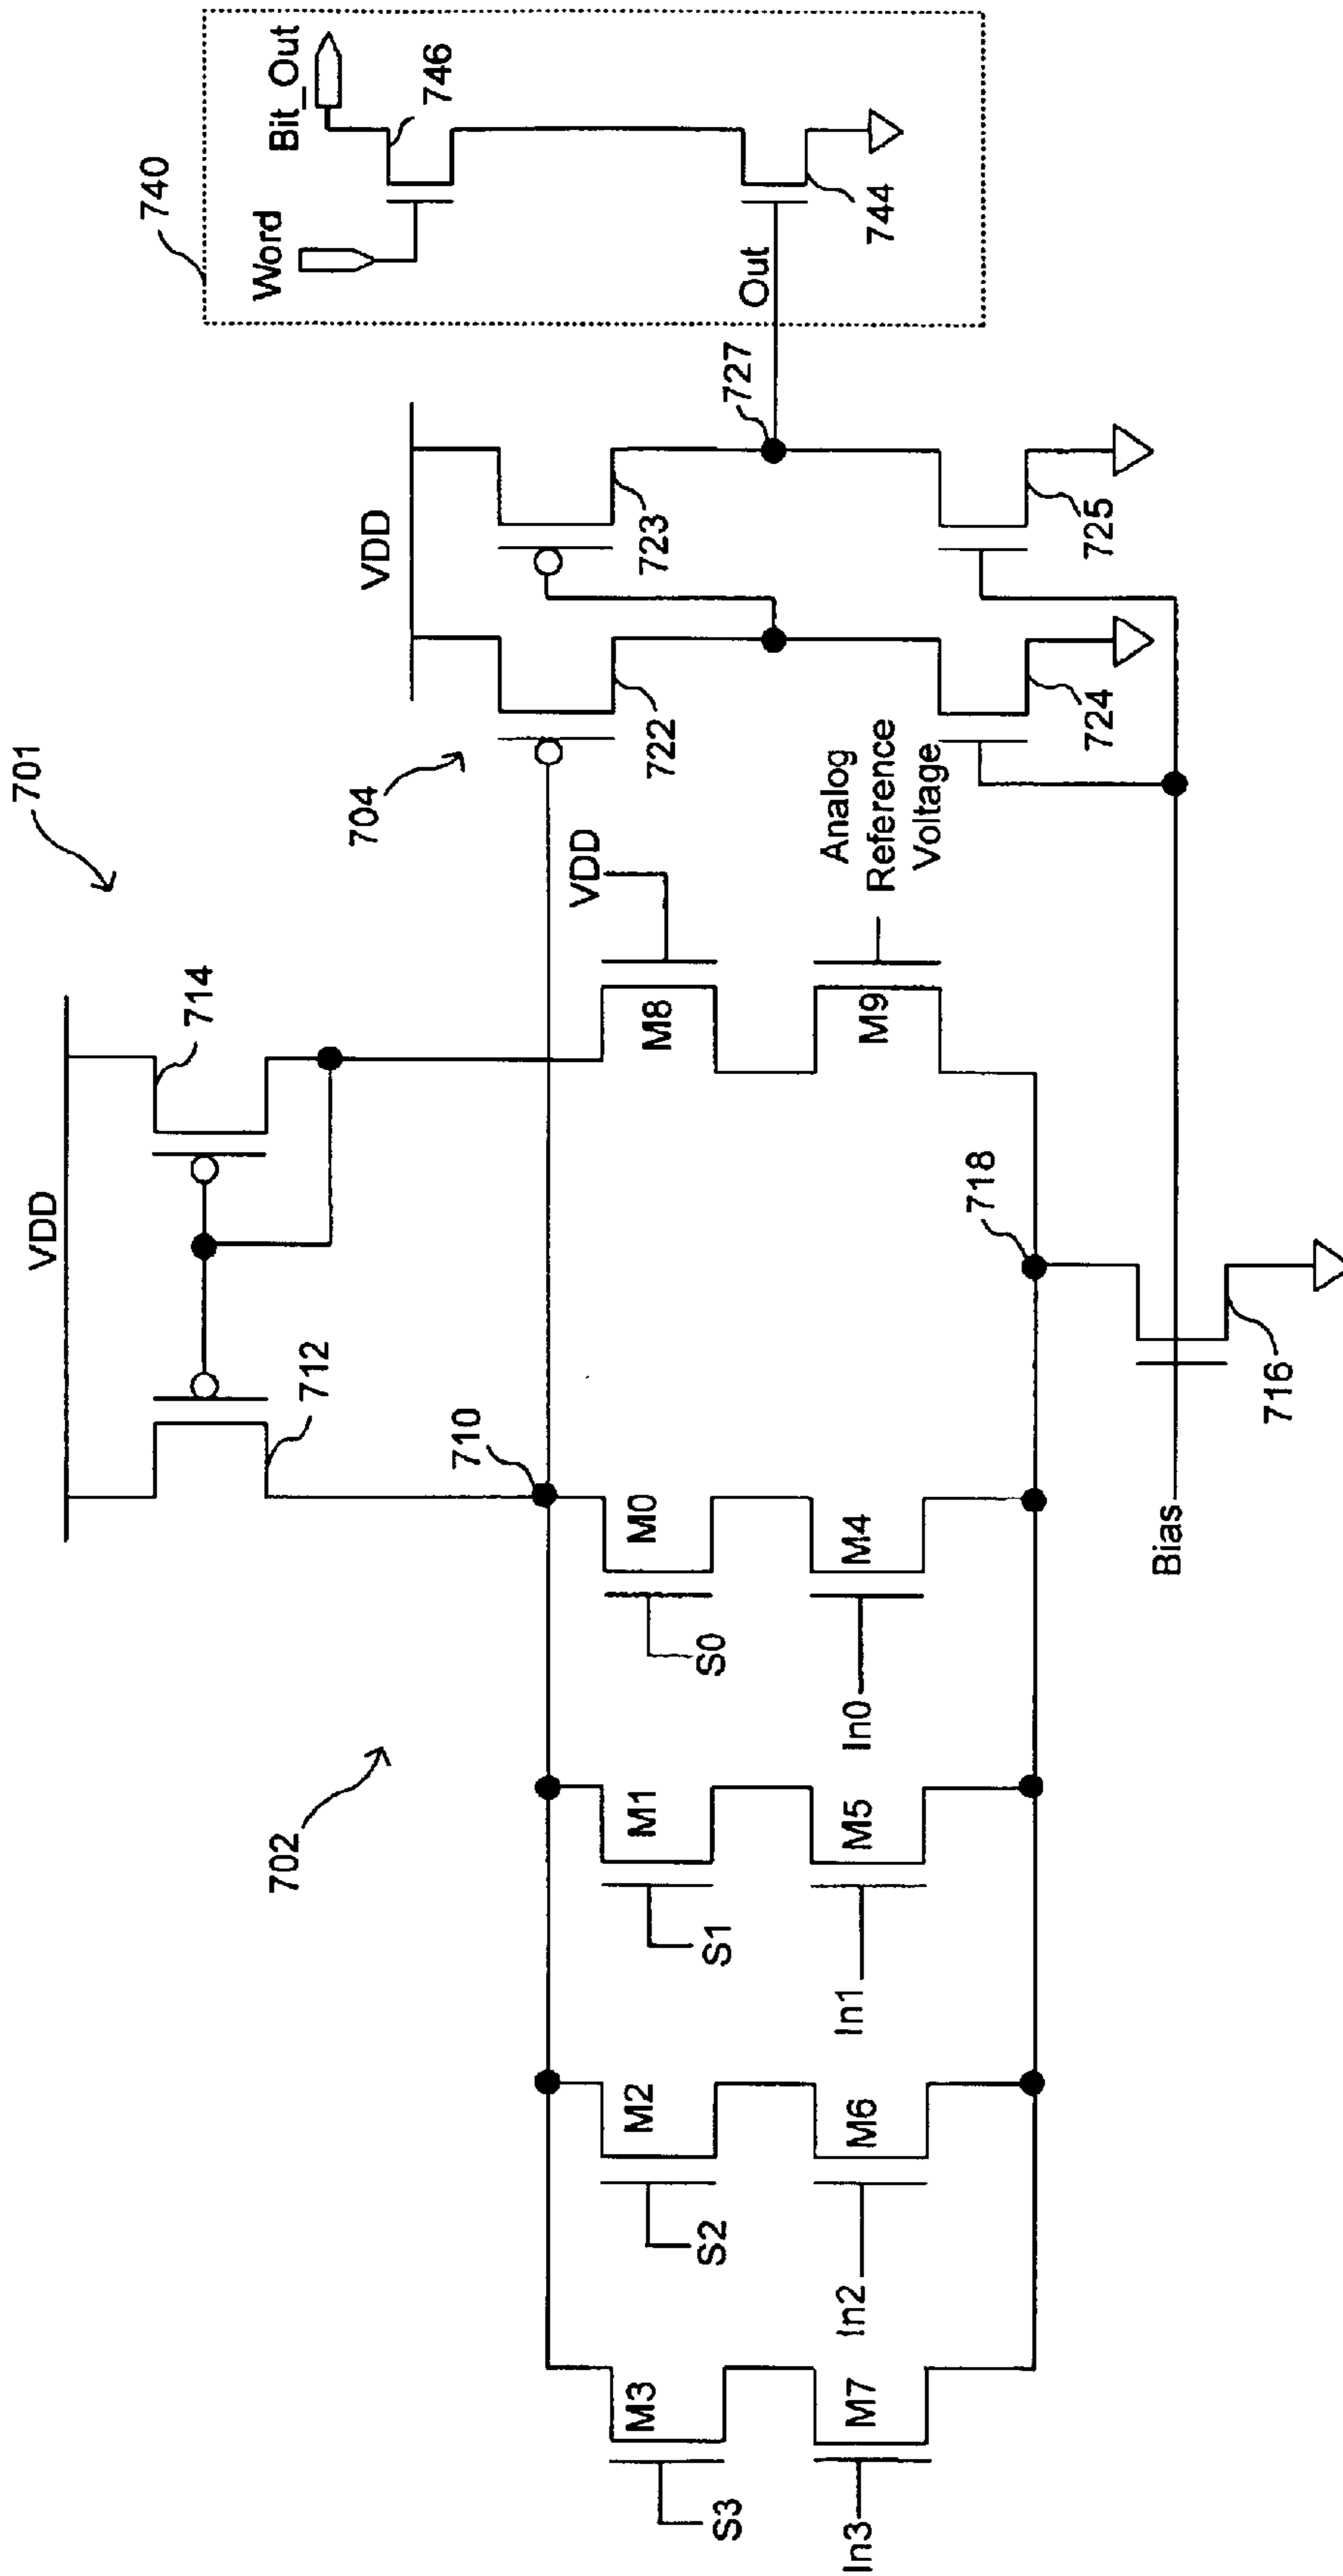 701
VDD
712
714
702
710
704
VDD
740
Word
Bit_Out
746
S3
M3
S2
M2
S1
M1
S0
M0
M8
VDD
722
723
727
Out
744
In3
M7
In2
M6
In1
M5
In0
M4
M9
Analog
Reference
Voltage
724
725
718
Bias
716